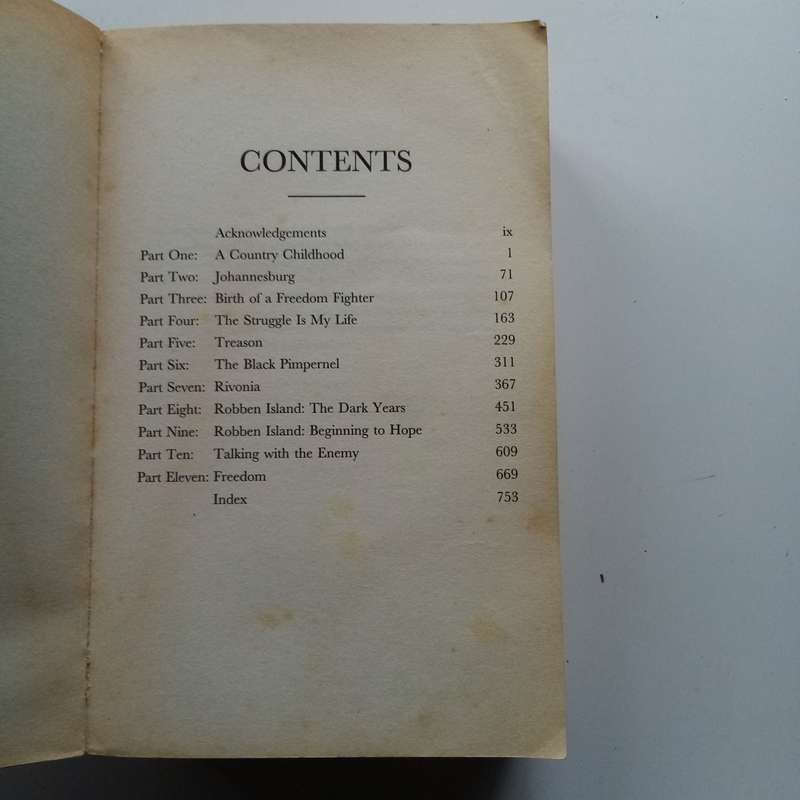 CONTENTS
Acknowledgements ix
Part One: A Country Childhood 1
Part Two: Johannesburg 71
Part Three: Birth of a Freedom Fighter 107
Part Four: The Struggle Is My Life 163
Part Five: Treason 229
Part Six: The Black Pimpernel 311
Part Seven: Rivonia 367
Part Eight: Robben Island: The Dark Years 451
Part Nine: Robben Island: Beginning to Hope 533
Part Ten: Talking with the Enemy 609
Part Eleven: Freedom 669
Index 753